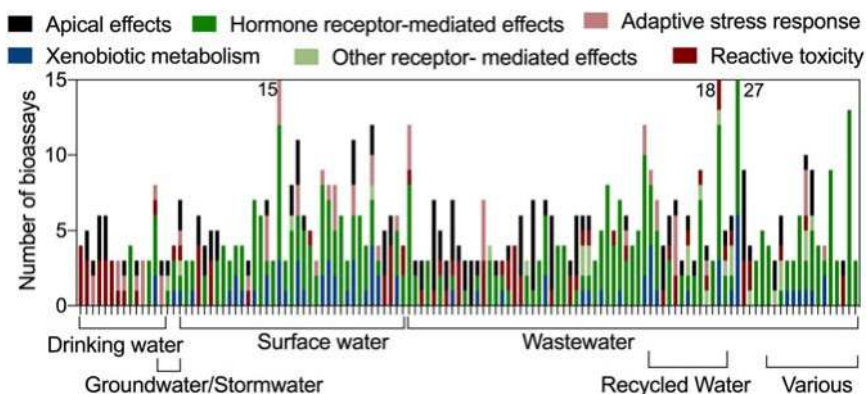 Apical effects Hormone receptor-mediated effects Adaptive stress response
Xenobiotic metabolism Other receptor- mediated effects Reactive toxicity
Number of bioassays
15
10
5
0
15
18
27
Drinking water Surface water Wastewater
Groundwater/Stormwater Recycled Water Various